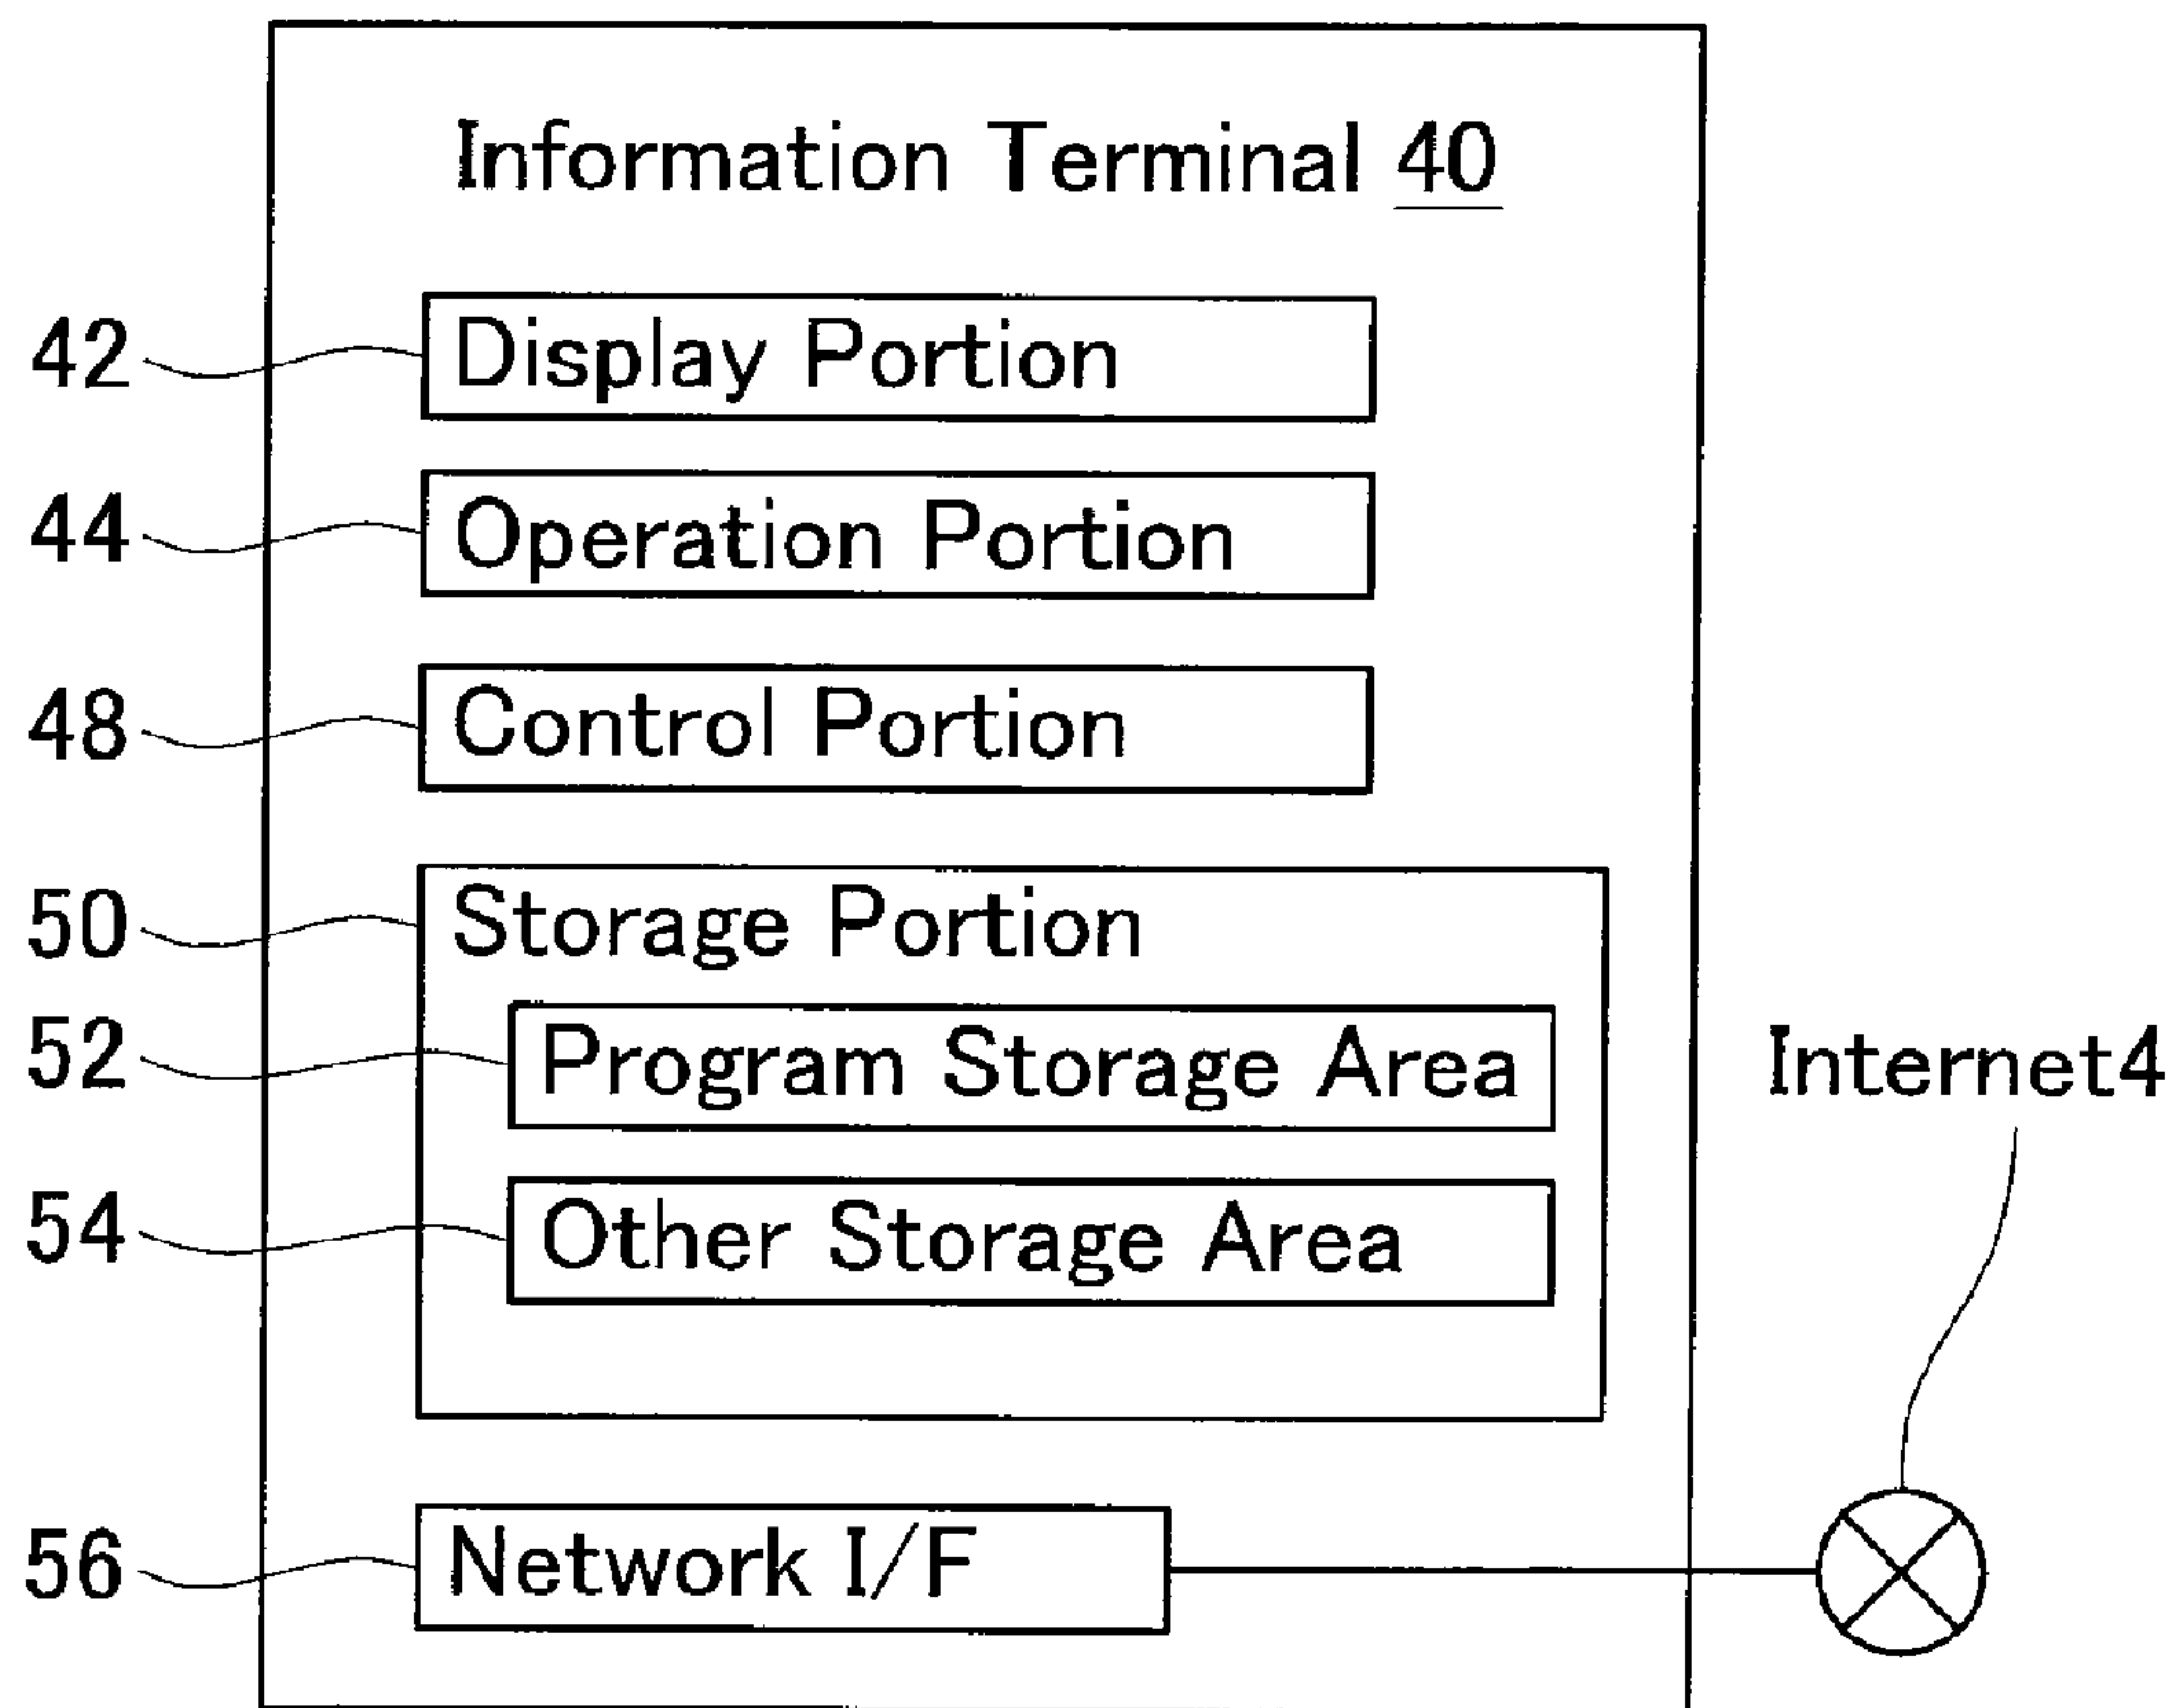 Information Terminal 40
42 Display Portion
44 Operation Portion
48 Control Portion
50 Storage Portion
52 Program Storage Area
Internet4
54 Other Storage Area
56 Network I/F